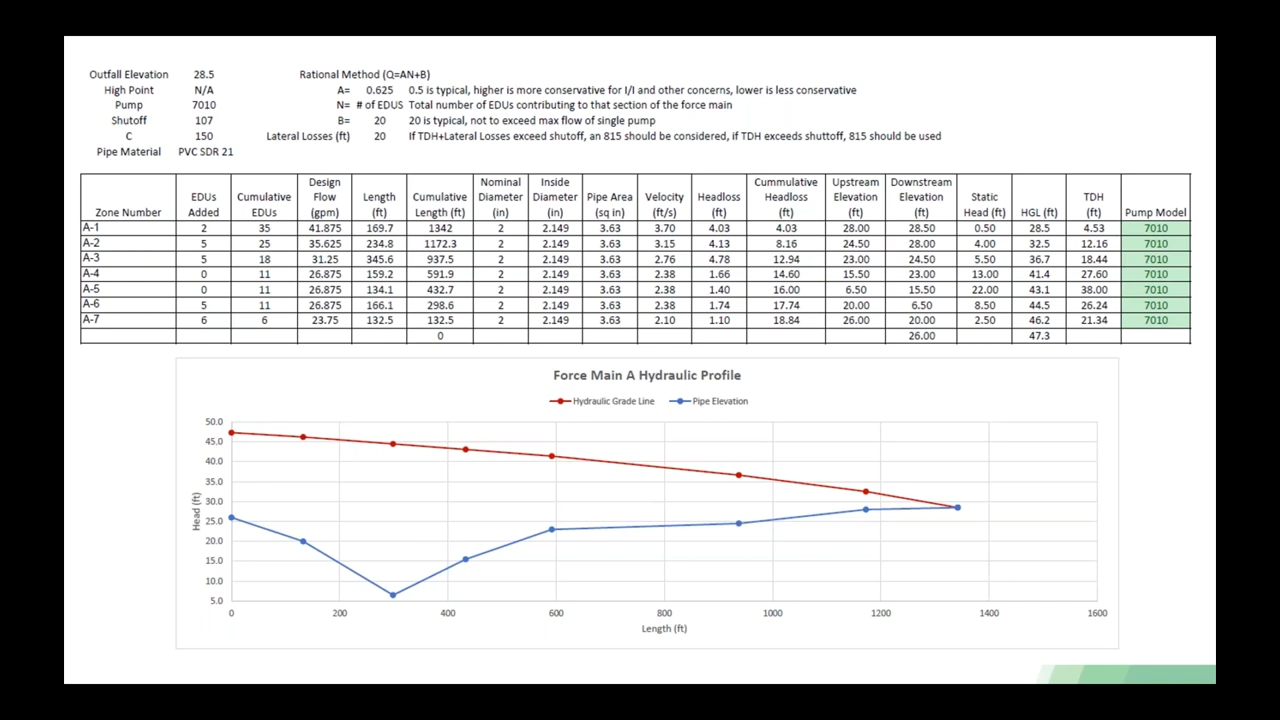 Outfall Elevation 28.5 Rational Method (Q=AN+B)
High Point N/A A= 0.625 0.5 is typical, higher is more conservative for I/I and other concerns, lower is less conservative
Pump 7010 N= # of EDUS Total number of EDUs contributing to that section of the force main
Shutoff 107 B= 20 20 is typical, not to exceed max flow of single pump
C 150 Lateral Losses (ft) 20 If TDH+Lateral Losses exceed shutoff, an 815 should be considered, if TDH exceeds shuttoff, 815 should be used
Pipe Material PVC SDR 21
Design Nominal Inside Cummulative Upstream Downstream
EDUs Cumulative Flow Length Cumulative Diameter Diameter Pipe Area Velocity Headloss Headloss Elevation Elevation Static TDH
Zone Number Added EDUs (gpm) (ft) Length (ft) (in) (in) (sq in) (ft/s) (ft) (ft) (ft) (ft) Head (ft) HGL (ft) (ft) Pump Model
A-1 2 35 41.875 169.7 1342 2 2.149 3.63 3.70 4.03 4.03 28.00 28.50 0.50 28.5 4.53 7010
A-2 5 25 35.625 234.8 1172.3 2 2.149 3.63 3.15 4.13 8.16 24.50 28.00 4.00 32.5 12.16 7010
A-3 5 18 31.25 345.6 937.5 2 2.149 3.63 2.76 4.78 12.94 23.00 24.50 5.50 36.7 18.44 7010
A-4 0 11 26.875 159.2 591.9 2 2.149 3.63 2.38 1.66 14.60 15.50 23.00 13.00 41.4 27.60 7010
A-5 0 11 26.875 134.1 432.7 2 2.149 3.63 2.38 1.40 16.00 6.50 15.50 22.00 43.1 38.00 7010
A-6 5 11 26.875 166.1 298.6 2 2.149 3.63 2.38 1.74 17.74 20.00 6.50 8.50 44.5 26.24 7010
A-7 6 6 23.75 132.5 132.5 2 2.149 3.63 2.10 1.10 18.84 26.00 20.00 2.50 46.2 21.34 7010
0 26.00 47.3
Force Main A Hydraulic Profile
Hydraulic Grade Line Pipe Elevation
50.0
45.0
40.0
35.0
30.0
25.0
20.0
15.0
10.0
5.0
Head (ft)
0 200 400 600 800 1000 1200 1400 1600
Length (ft)